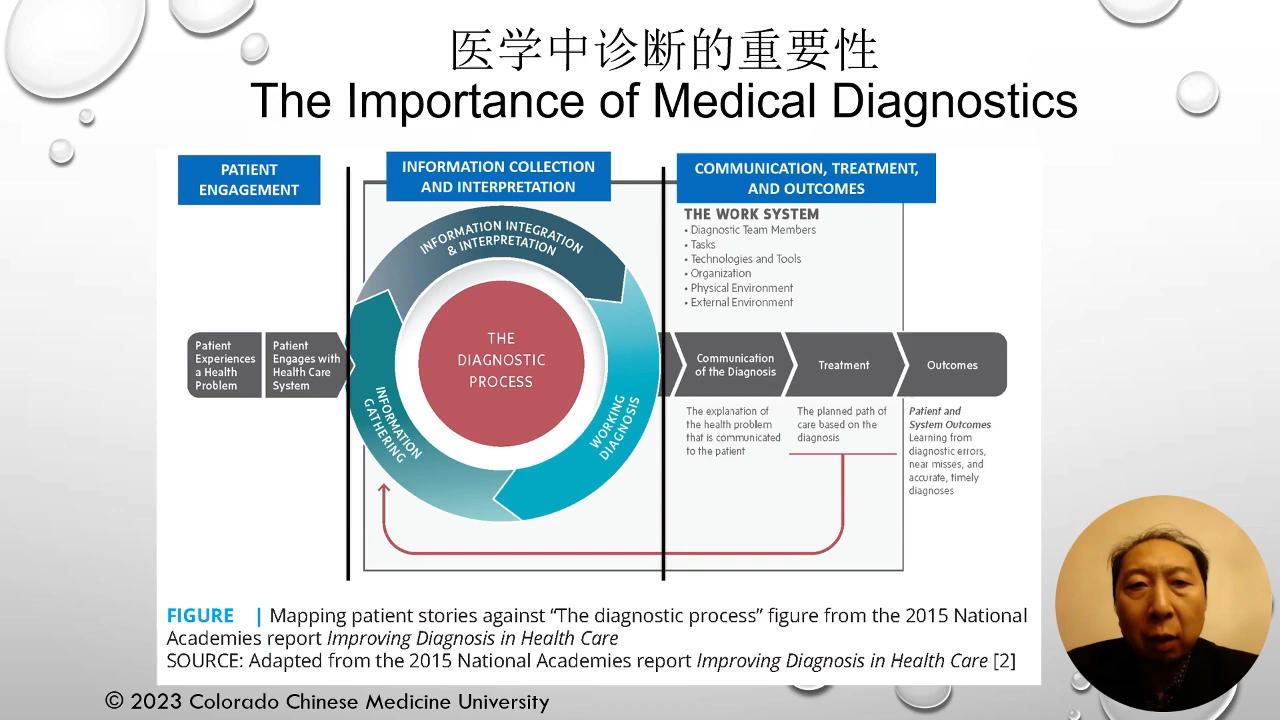 医学中诊断的重要性
The Importance of Medical Diagnostics
PATIENT
ENGAGEMENT
INFORMATION COLLECTION
AND INTERPRETATION
COMMUNICATION, TREATMENT,
AND OUTCOMES
THE WORK SYSTEM
• Diagnostic Team Members
• Tasks
• Technologies and Tools
• Organization
• Physical Environment
• External Environment
INFORMATION INTEGRATION
& INTERPRETATION
THE
DIAGNOSTIC
PROCESS
INFORMATION
GATHERING
WORKING
DIAGNOSIS
Patient
Experiences
a Health
Problem
Patient
Engages with
Health Care
System
Communication
of the Diagnosis
Treatment
Outcomes
The explanation of
the health problem
that is communicated
to the patient
The planned path of
care based on the
diagnosis
Patient and
System Outcomes
Learning from
diagnostic errors,
near misses, and
accurate, timely
diagnoses
FIGURE | Mapping patient stories against “The diagnostic process” figure from the 2015 National
Academies report Improving Diagnosis in Health Care
SOURCE: Adapted from the 2015 National Academies report Improving Diagnosis in Health Care [2]
© 2023 Colorado Chinese Medicine University